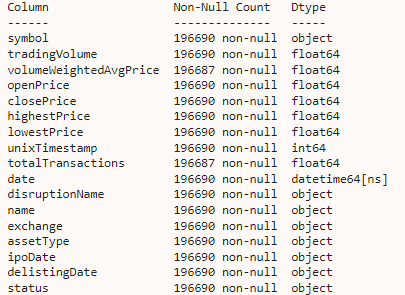 Column Non-Null Count Dtype
------ -------------- -----
symbol 196690 non-null object
tradingVolume 196690 non-null float64
volumeWeightedAvgPrice 196687 non-null float64
openPrice 196690 non-null float64
closePrice 196690 non-null float64
highestPrice 196690 non-null float64
lowestPrice 196690 non-null float64
unixTimestamp 196690 non-null int64
totalTransactions 196687 non-null float64
date 196690 non-null datetime64[ns]
disruptionName 196690 non-null object
name 196690 non-null object
exchange 196690 non-null object
assetType 196690 non-null object
ipoDate 196690 non-null object
delistingDate 196690 non-null object
status 196690 non-null object